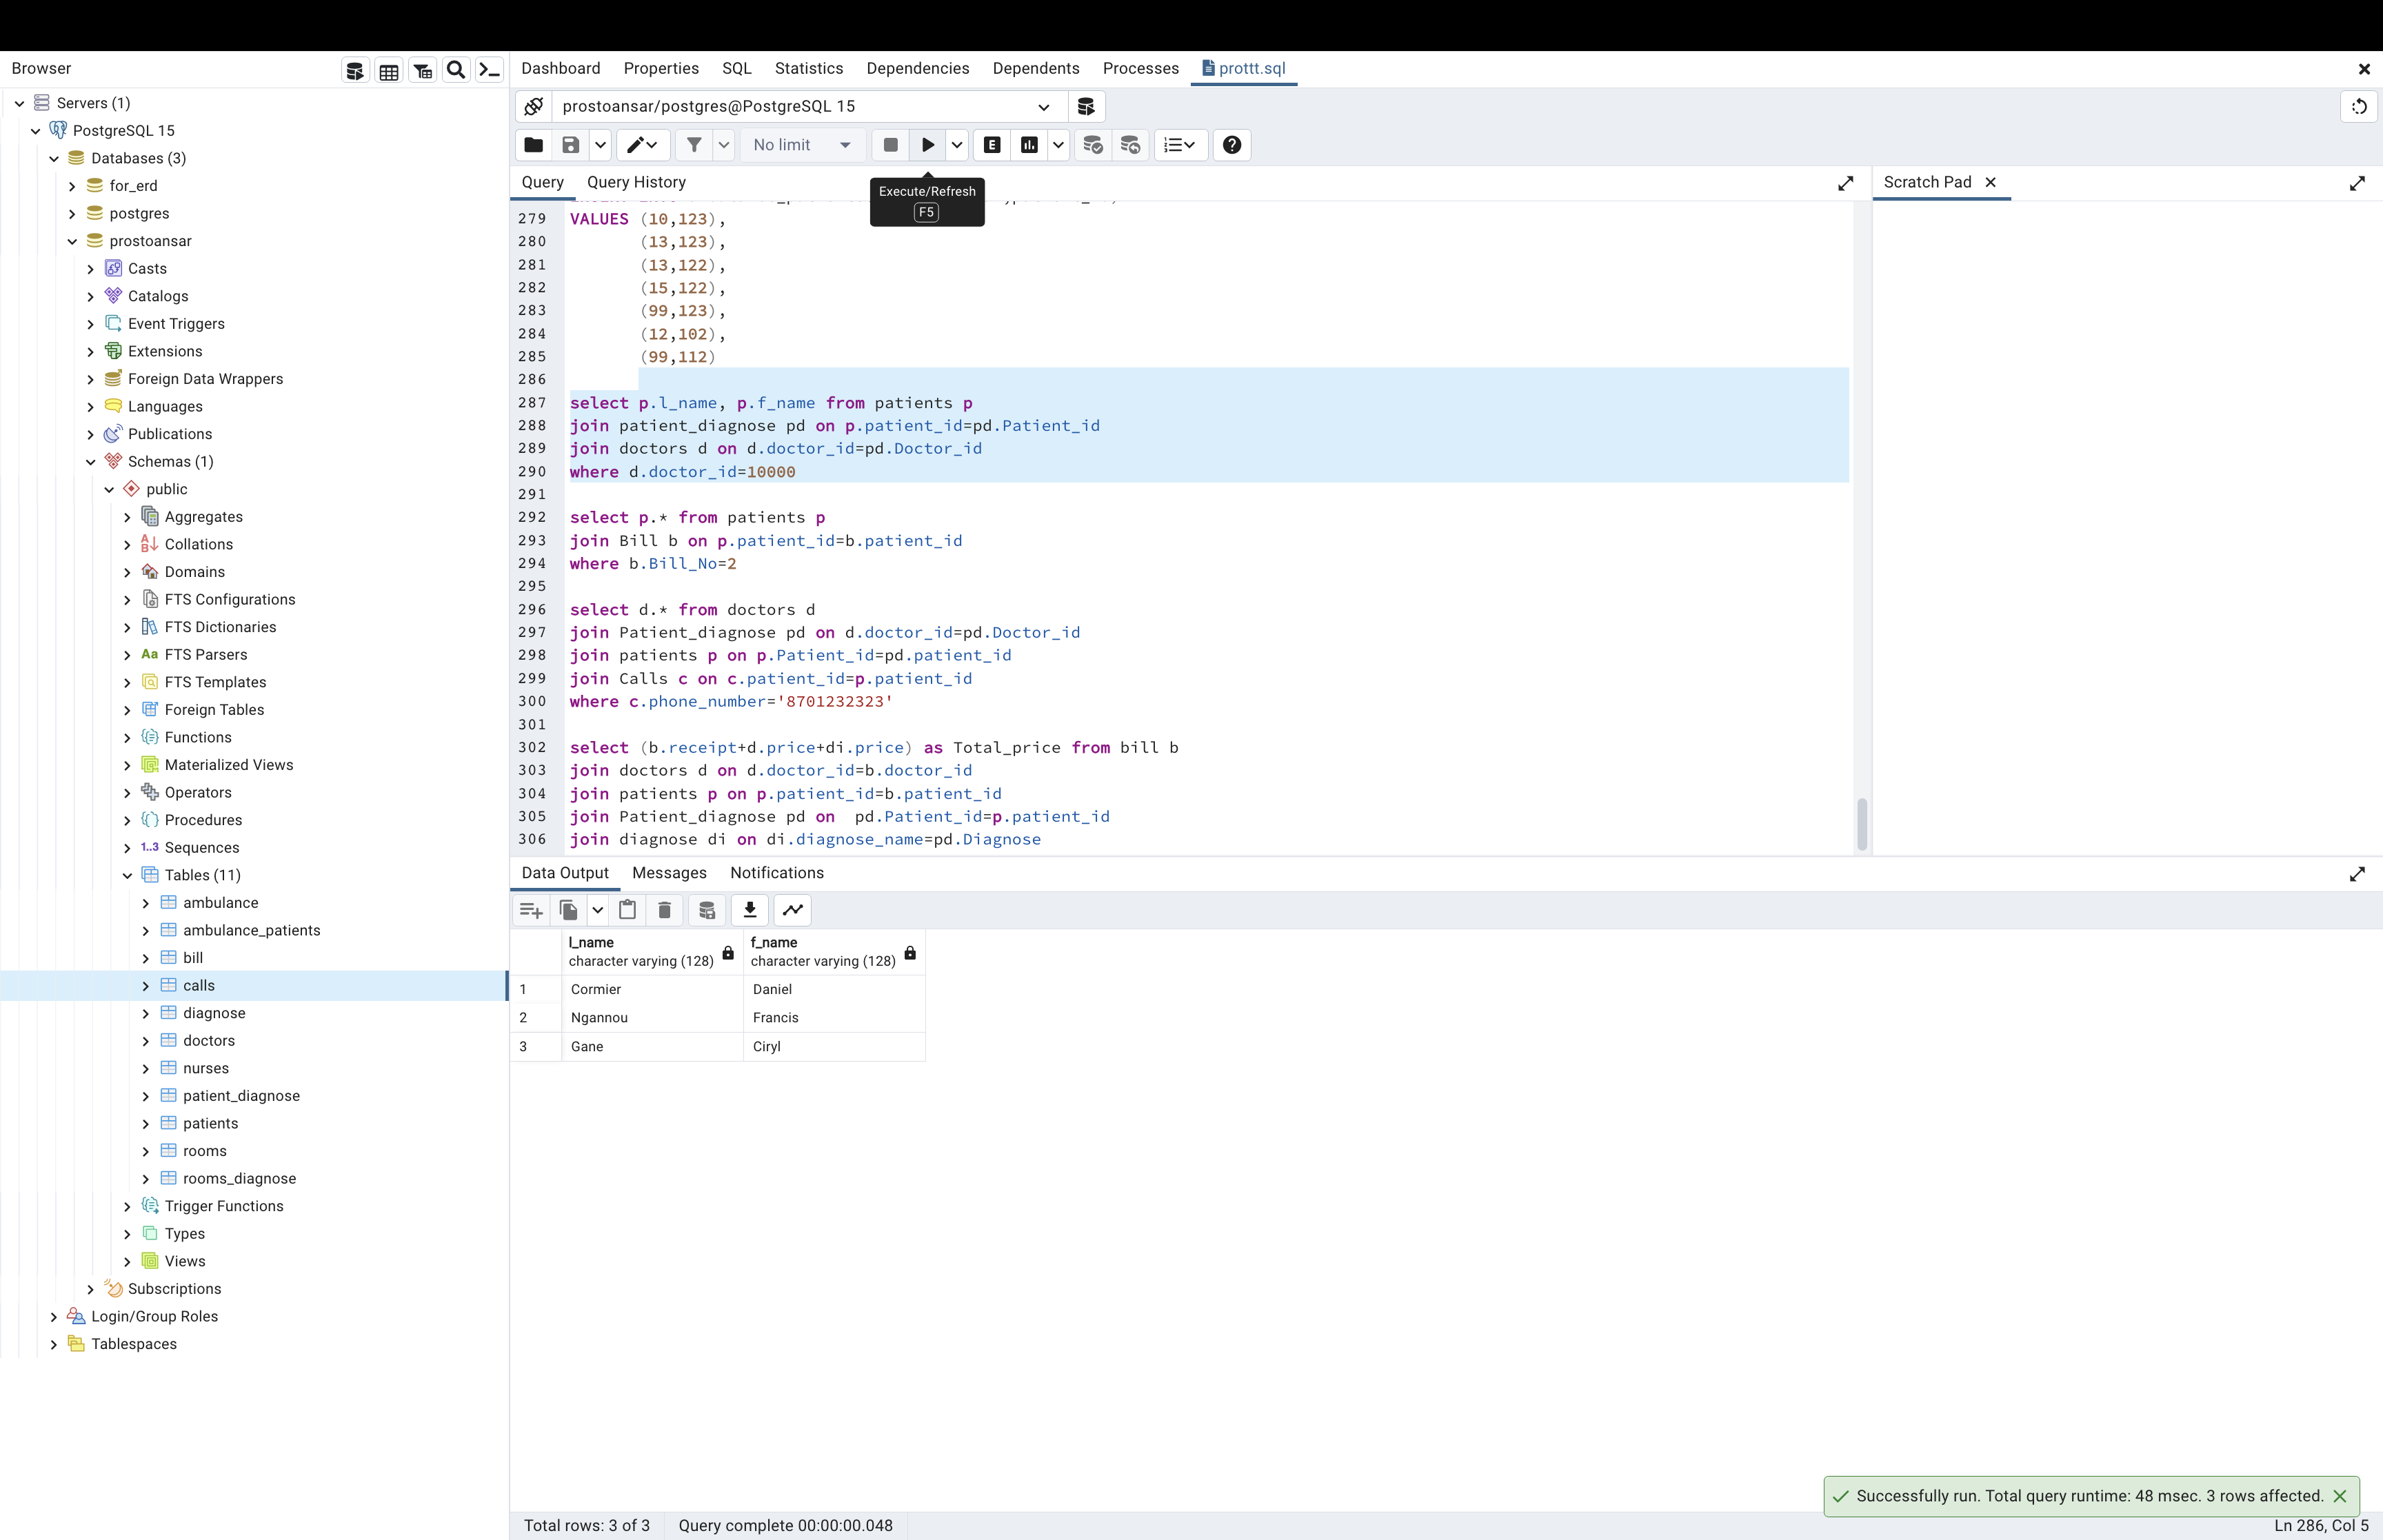 Browser
Dashboard Properties SQL Statistics Dependencies Dependents Processes prottt.sql
Servers (1)
PostgreSQL 15
Databases (3)
for_erd
postgres
prostoansar
Casts
Catalogs
Event Triggers
Extensions
Foreign Data Wrappers
Languages
Publications
Schemas (1)
public
Aggregates
Collations
Domains
FTS Configurations
FTS Dictionaries
Aa FTS Parsers
FTS Templates
Foreign Tables
Functions
Materialized Views
Operators
Procedures
1..3 Sequences
Tables (11)
ambulance
ambulance_patients
bill
calls
diagnose
doctors
nurses
patient_diagnose
patients
rooms
rooms_diagnose
Trigger Functions
Types
Views
Subscriptions
Login/Group Roles
Tablespaces
prostoansar/postgres@PostgreSQL 15
No limit
E
Execute/Refresh
F5
Query Query History
Scratch Pad
279 VALUES (10,123),
280 (13,123),
281 (13,122),
282 (15,122),
283 (99,123),
284 (12,102),
285 (99,112)
286
287 select p.l_name, p.f_name from patients p
288 join patient_diagnose pd on p.patient_id=pd.Patient_id
289 join doctors d on d.doctor_id=pd.Doctor_id
290 where d.doctor_id=10000
291
292 select p.* from patients p
293 join Bill b on p.patient_id=b.patient_id
294 where b.Bill_No=2
295
296 select d.* from doctors d
297 join Patient_diagnose pd on d.doctor_id=pd.Doctor_id
298 join patients p on p.Patient_id=pd.patient_id
299 join Calls c on c.patient_id=p.patient_id
300 where c.phone_number='8701232323'
301
302 select (b.receipt+d.price+di.price) as Total_price from bill b
303 join doctors d on d.doctor_id=b.doctor_id
304 join patients p on p.patient_id=b.patient_id
305 join Patient_diagnose pd on  pd.Patient_id=p.patient_id
306 join diagnose di on di.diagnose_name=pd.Diagnose
Data Output Messages Notifications
l_name f_name
character varying (128) character varying (128)
1 Cormier Daniel
2 Ngannou Francis
3 Gane Ciryl
Successfully run. Total query runtime: 48 msec. 3 rows affected.
Total rows: 3 of 3 Query complete 00:00:00.048 Ln 286, Col 5